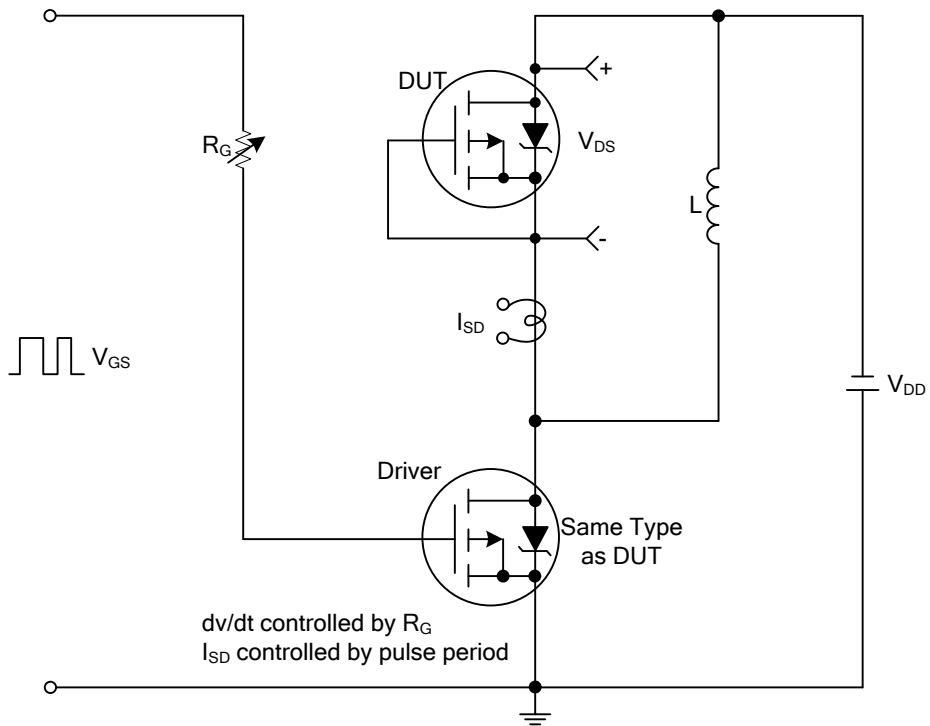 +
DUT
R_G
V_DS
L
-
I_SD
V_GS
V_DD
Driver
Same Type
as DUT
dv/dt controlled by R_G
I_SD controlled by pulse period